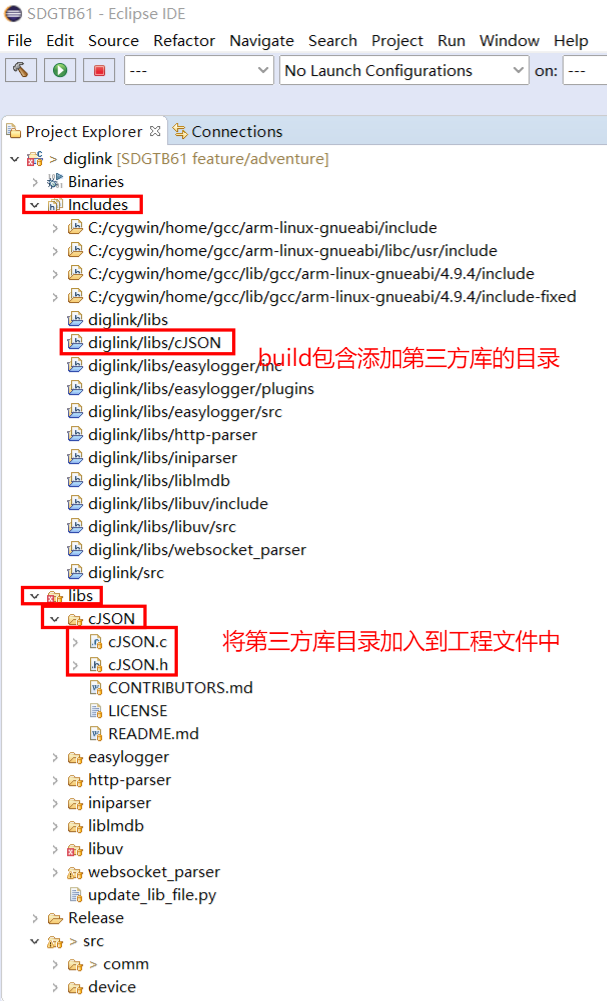 SDGTB61 - Eclipse IDE
File Edit Source Refactor Navigate Search Project Run Window Help
--- No Launch Configurations on: ---
Project Explorer Connections
> diglink [SDGTB61 feature/adventure]
Binaries
Includes
C:/cygwin/home/gcc/arm-linux-gnueabi/include
C:/cygwin/home/gcc/arm-linux-gnueabi/libc/usr/include
C:/cygwin/home/gcc/lib/gcc/arm-linux-gnueabi/4.9.4/include
C:/cygwin/home/gcc/lib/gcc/arm-linux-gnueabi/4.9.4/include-fixed
diglink/libs
diglink/libs/cJSON
build包含添加第三方库的目录
diglink/libs/easylogger/inc
diglink/libs/easylogger/plugins
diglink/libs/easylogger/src
diglink/libs/http-parser
diglink/libs/iniparser
diglink/libs/liblmdb
diglink/libs/libuv/include
diglink/libs/libuv/src
diglink/libs/websocket_parser
diglink/src
libs
cJSON
cJSON.c
将第三方库目录加入到工程文件中
cJSON.h
CONTRIBUTORS.md
LICENSE
README.md
easylogger
http-parser
iniparser
liblmdb
libuv
websocket_parser
update_lib_file.py
Release
> src
> comm
device